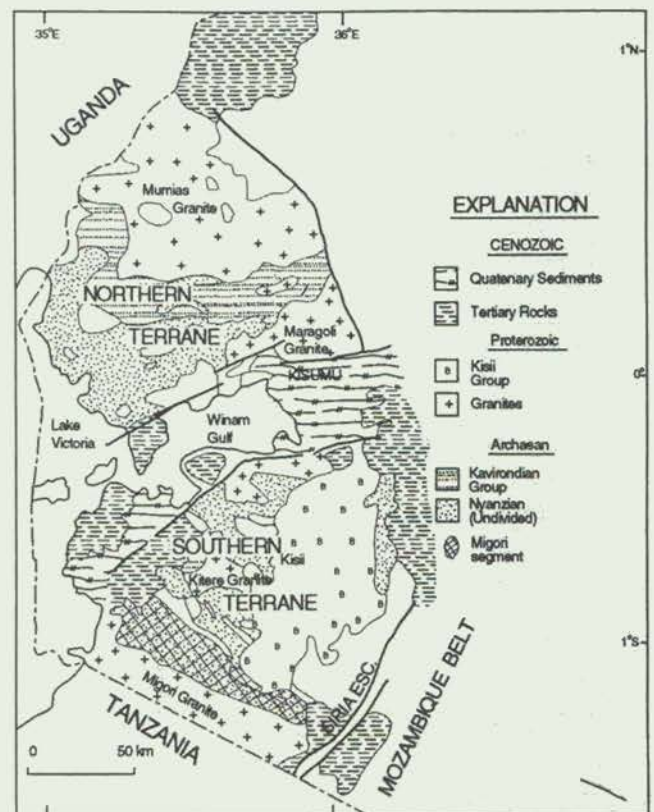 35°E
36°E
1°N
UGANDA
Mumias
Granite
EXPLANATION
CENOZOIC
Quaternary Sediments
Tertiary Rocks
NORTHERN
TERRANE
Maragoli
Granite
Proterozoic
KISUMU
Kisii
Group
0°
Granites
Lake
Victoria
Winam
Gulf
Archaean
Kavirondian
Group
Nyanzian
(Undivided)
Migori
segment
SOUTHERN
Kisii
Kitere Granite
TERRANE
1°S
Migori Granite
SIRIA ESC.
MOZAMBIQUE BELT
TANZANIA
0 50 km